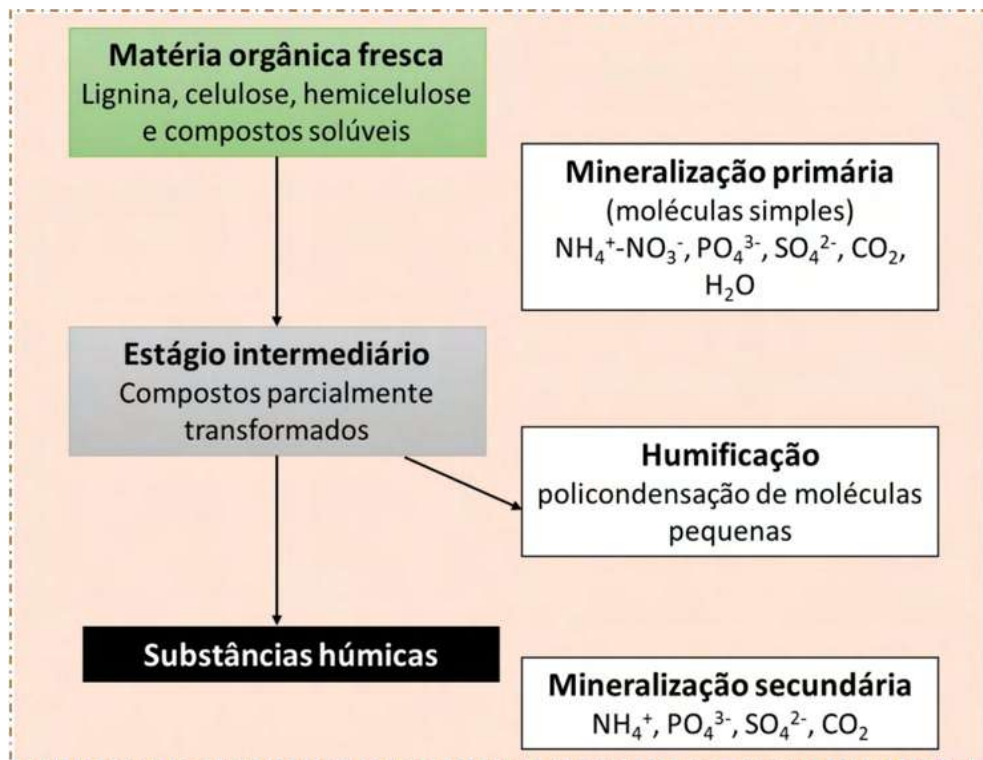 Matéria orgânica fresca
Lignina, celulose, hemicelulose
e compostos solúveis
Mineralização primária
(moléculas simples)
NH₄⁺-NO₃⁻, PO₄³⁻, SO₄²⁻, CO₂,
H₂O
Estágio intermediário
Compostos parcialmente
transformados
Humificação
policondensação de moléculas
pequenas
Substâncias húmicas
Mineralização secundária
NH₄⁺, PO₄³⁻, SO₄²⁻, CO₂